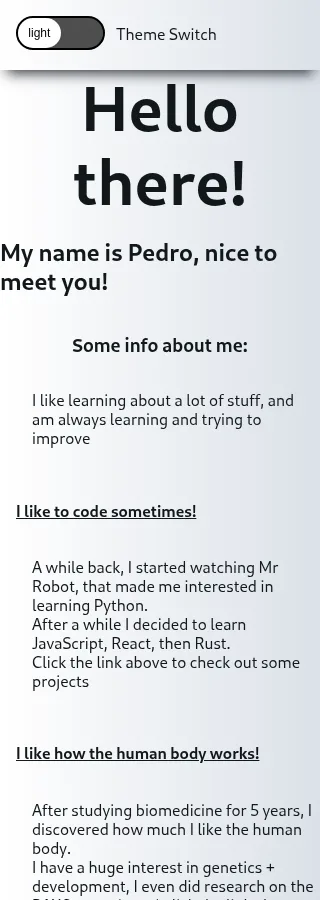 light
Theme Switch
Hello
there!
My name is Pedro, nice to
meet you!
Some info about me:
I like learning about a lot of stuff, and
am always learning and trying to
improve
I like to code sometimes!
A while back, I started watching Mr
Robot, that made me interested in
learning Python.
After a while I decided to learn
JavaScript, React, then Rust.
Click the link above to check out some
projects
I like how the human body works!
After studying biomedicine for 5 years, I
discovered how much I like the human
body.
I have a huge interest in genetics +
development, I even did research on the